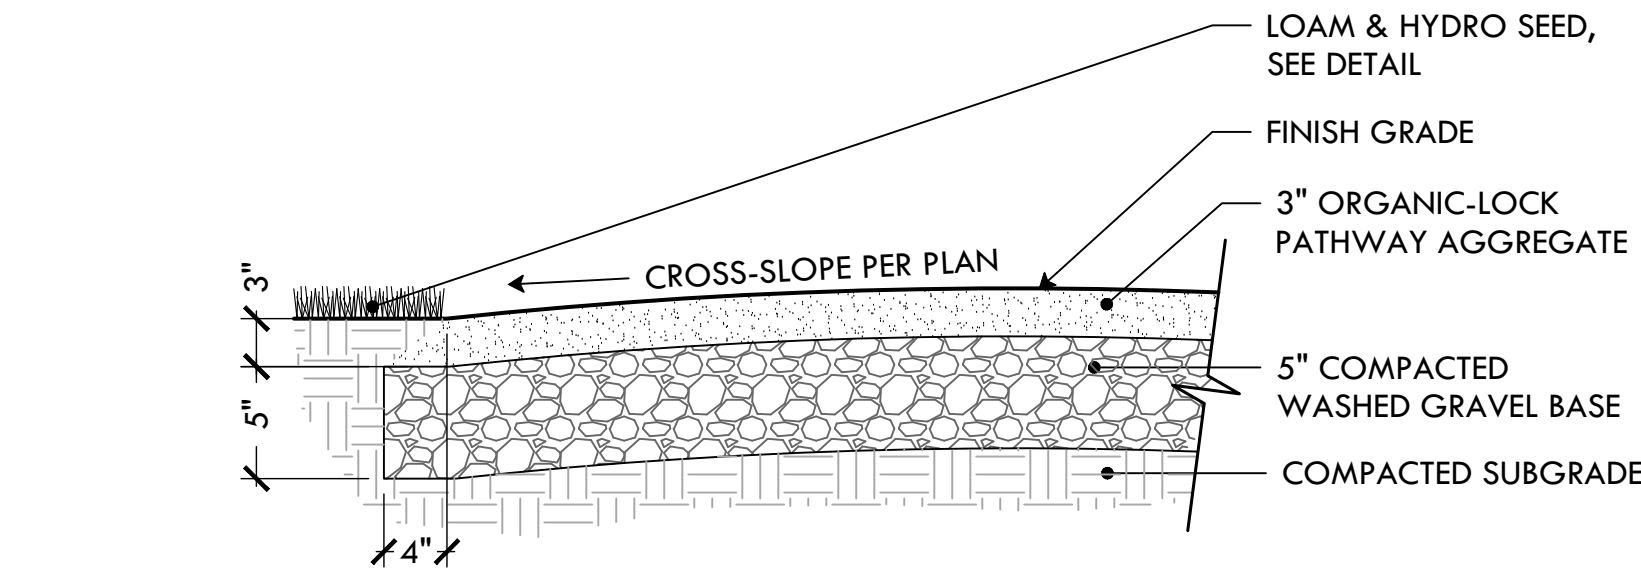 LOAM & HYDRO SEED,
SEE DETAIL
FINISH GRADE
3" ORGANIC-LOCK
PATHWAY AGGREGATE
CROSS-SLOPE PER PLAN
3"
5" COMPACTED
WASHED GRAVEL BASE
5"
COMPACTED SUBGRADE
4"